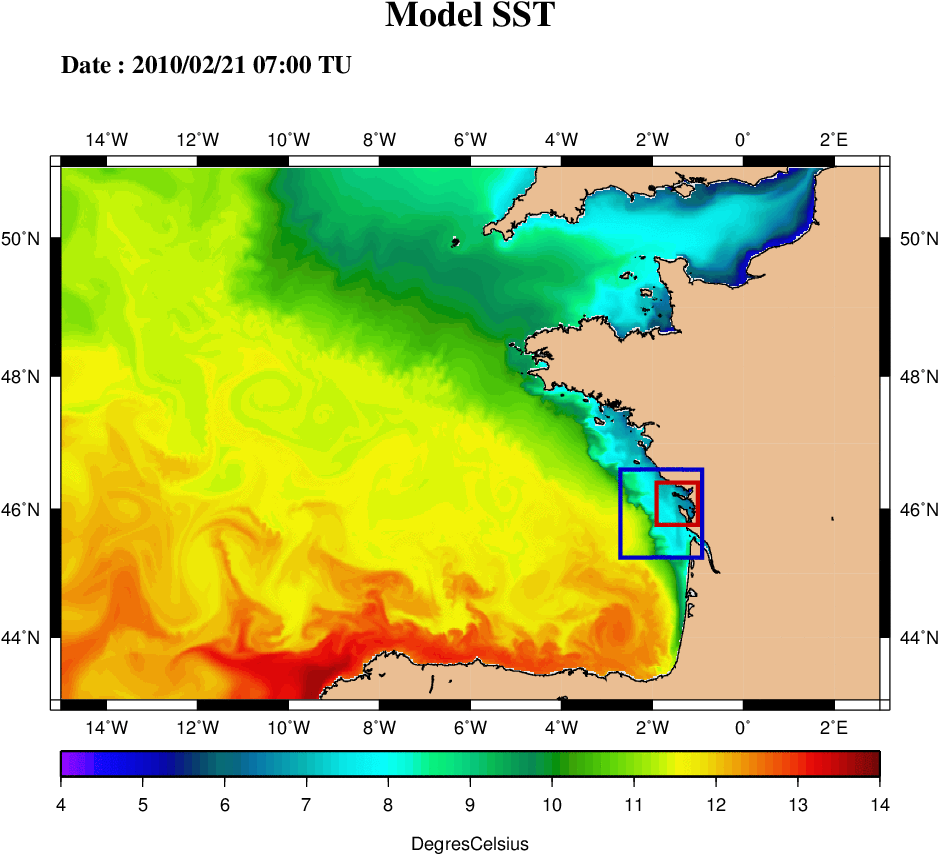 Model SST
Date : 2010/02/21 07:00 TU
14˚W 12˚W 10˚W 8˚W 6˚W 4˚W 2˚W 0˚ 2˚E
50˚N 50˚N
48˚N 48˚N
46˚N 46˚N
44˚N 44˚N
14˚W 12˚W 10˚W 8˚W 6˚W 4˚W 2˚W 0˚ 2˚E
4 5 6 7 8 9 10 11 12 13 14
DegresCelsius